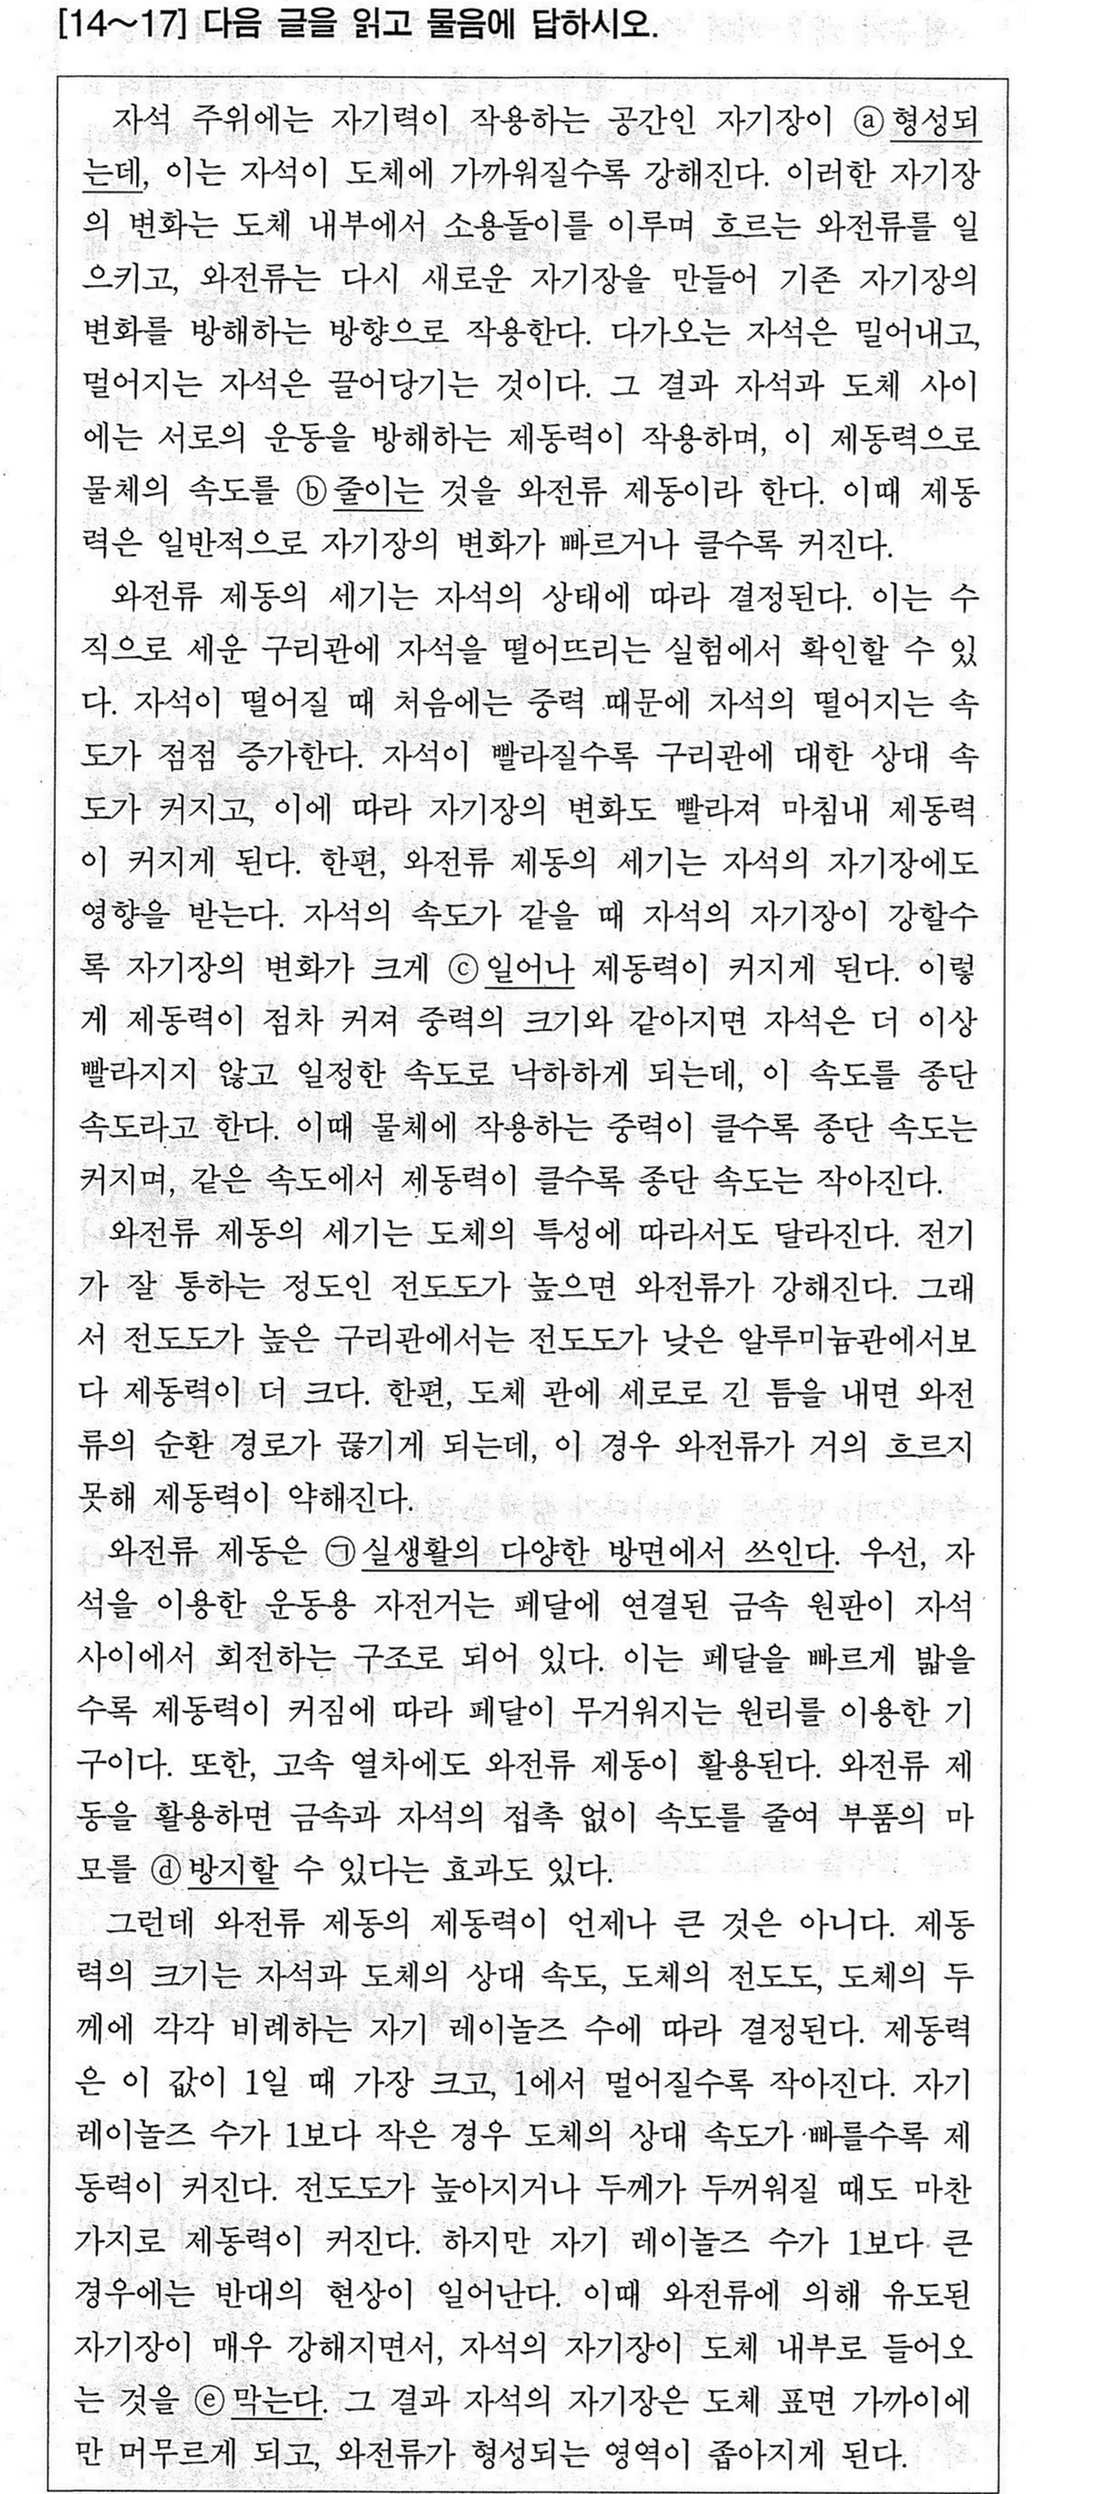 [14～17] 다음 글을 읽고 물음에 답하시오.
자석 주위에는 자기력이 작용하는 공간인 자기장이 ⓐ형성되
는데, 이는 자석이 도체에 가까워질수록 강해진다. 이러한 자기장
의 변화는 도체 내부에서 소용돌이를 이루며 흐르는 와전류를 일
으키고, 와전류는 다시 새로운 자기장을 만들어 기존 자기장의
변화를 방해하는 방향으로 작용한다. 다가오는 자석은 밀어내고,
멀어지는 자석은 끌어당기는 것이다. 그 결과 자석과 도체 사이
에는 서로의 운동을 방해하는 제동력이 작용하며, 이 제동력으로
물체의 속도를 ⓑ줄이는 것을 와전류 제동이라 한다. 이때 제동
력은 일반적으로 자기장의 변화가 빠르거나 클수록 커진다.
와전류 제동의 세기는 자석의 상태에 따라 결정된다. 이는 수
직으로 세운 구리관에 자석을 떨어뜨리는 실험에서 확인할 수 있
다. 자석이 떨어질 때 처음에는 중력 때문에 자석의 떨어지는 속
도가 점점 증가한다. 자석이 빨라질수록 구리관에 대한 상대 속
도가 커지고, 이에 따라 자기장의 변화도 빨라져 마침내 제동력
이 커지게 된다. 한편, 와전류 제동의 세기는 자석의 자기장에도
영향을 받는다. 자석의 속도가 같을 때 자석의 자기장이 강할수
록 자기장의 변화가 크게 ⓒ일어나 제동력이 커지게 된다. 이렇
게 제동력이 점차 커져 중력의 크기와 같아지면 자석은 더 이상
빨라지지 않고 일정한 속도로 낙하하게 되는데, 이 속도를 종단
속도라고 한다. 이때 물체에 작용하는 중력이 클수록 종단 속도는
커지며, 같은 속도에서 제동력이 클수록 종단 속도는 작아진다.
와전류 제동의 세기는 도체의 특성에 따라서도 달라진다. 전기
가 잘 통하는 정도인 전도도가 높으면 와전류가 강해진다. 그래
서 전도도가 높은 구리관에서는 전도도가 낮은 알루미늄관에서보
다 제동력이 더 크다. 한편, 도체 관에 세로로 긴 틈을 내면 와전
류의 순환 경로가 끊기게 되는데, 이 경우 와전류가 거의 흐르지
못해 제동력이 약해진다.
와전류 제동은 ㉠실생활의 다양한 방면에서 쓰인다. 우선, 자
석을 이용한 운동용 자전거는 페달에 연결된 금속 원판이 자석
사이에서 회전하는 구조로 되어 있다. 이는 페달을 빠르게 밟을
수록 제동력이 커짐에 따라 페달이 무거워지는 원리를 이용한 기
구이다. 또한, 고속 열차에도 와전류 제동이 활용된다. 와전류 제
동을 활용하면 금속과 자석의 접촉 없이 속도를 줄여 부품의 마
모를 ⓓ방지할 수 있다는 효과도 있다.
그런데 와전류 제동의 제동력이 언제나 큰 것은 아니다. 제동
력의 크기는 자석과 도체의 상대 속도, 도체의 전도도, 도체의 두
께에 각각 비례하는 자기 레이놀즈 수에 따라 결정된다. 제동력
은 이 값이 1일 때 가장 크고, 1에서 멀어질수록 작아진다. 자기
레이놀즈 수가 1보다 작은 경우 도체의 상대 속도가 빠를수록 제
동력이 커진다. 전도도가 높아지거나 두께가 두꺼워질 때도 마찬
가지로 제동력이 커진다. 하지만 자기 레이놀즈 수가 1보다 큰
경우에는 반대의 현상이 일어난다. 이때 와전류에 의해 유도된
자기장이 매우 강해지면서, 자석의 자기장이 도체 내부로 들어오
는 것을 ⓔ막는다. 그 결과 자석의 자기장은 도체 표면 가까이에
만 머무르게 되고, 와전류가 형성되는 영역이 좁아지게 된다.